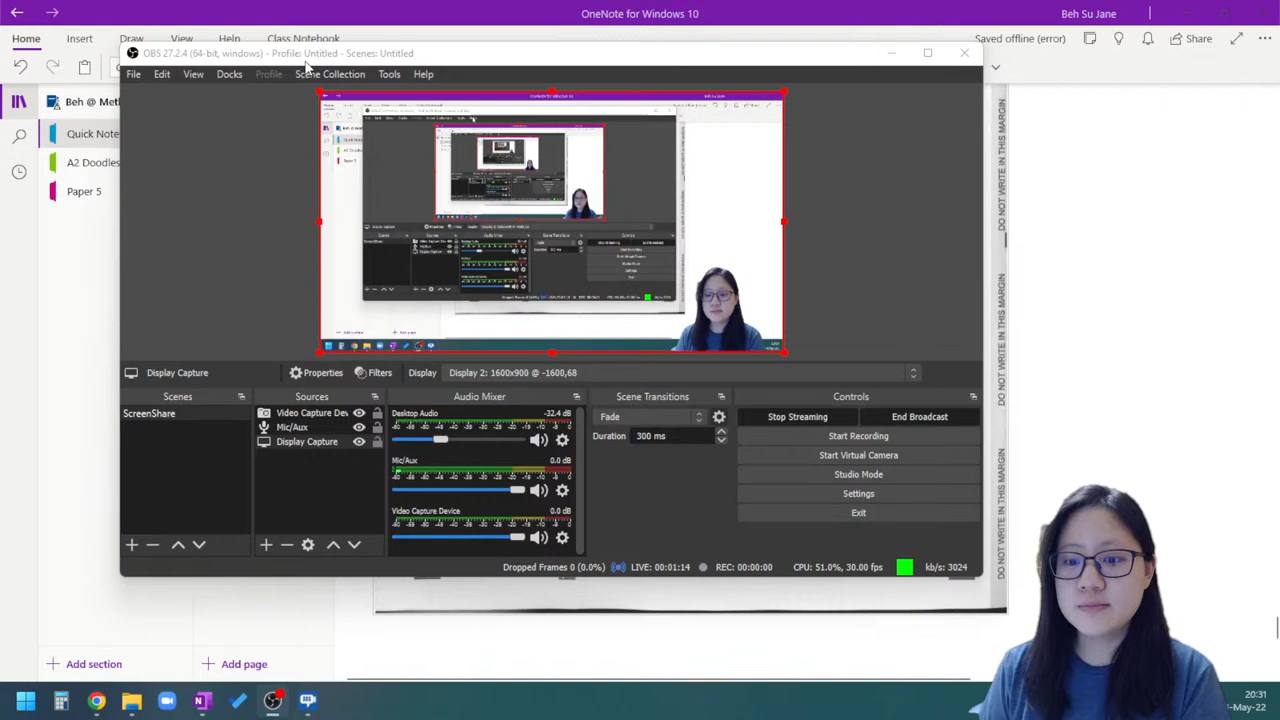 OneNote for Windows 10
Beh Su Jane
Home Insert Draw View Help Class Notebook
Saved offline (error)
Share
OBS 27.2.4 (64-bit, windows) - Profile: Untitled - Scenes: Untitled
File Edit View Docks Profile Scene Collection Tools Help
Beh @ Meth
Quick Note
A2 Doodles
Paper 5
DO NOT WRITE IN THIS MARGIN
DO NOT WRITE IN THIS MARGIN
DO NOT WRITE IN THIS MARGIN
Display Capture Properties Filters Display Display 2: 1600x900 @ -1600,68
Scenes
ScreenShare
Sources
Video Capture Dev
Mic/Aux
Display Capture
Audio Mixer
Desktop Audio -32.4 dB
Mic/Aux 0.0 dB
Video Capture Device 0.0 dB
Scene Transitions
Fade
Duration 300 ms
Controls
Stop Streaming End Broadcast
Start Recording
Start Virtual Camera
Studio Mode
Settings
Exit
Dropped Frames 0 (0.0%) LIVE: 00:01:14 REC: 00:00:00 CPU: 51.0%, 30.00 fps kb/s: 3024
Add section Add page
20:31
-May-22